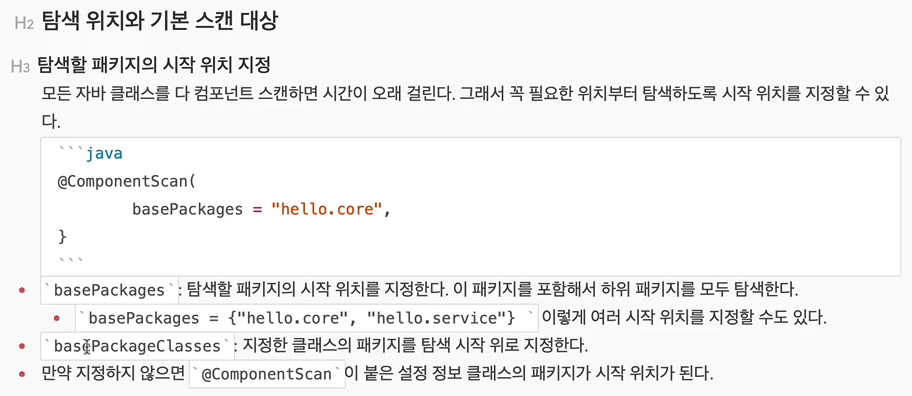 H2 탐색 위치와 기본 스캔 대상
H3 탐색할 패키지의 시작 위치 지정
모든 자바 클래스를 다 컴포넌트 스캔하면 시간이 오래 걸린다. 그래서 꼭 필요한 위치부터 탐색하도록 시작 위치를 지정할 수 있
다.
```java
@ComponentScan(
basePackages = "hello.core",
}
```
`basePackages`: 탐색할 패키지의 시작 위치를 지정한다. 이 패키지를 포함해서 하위 패키지를 모두 탐색한다.
`basePackages = {"hello.core", "hello.service"} ` 이렇게 여러 시작 위치를 지정할 수도 있다.
`basePackageClasses`: 지정한 클래스의 패키지를 탐색 시작 위로 지정한다.
만약 지정하지 않으면 `@ComponentScan`이 붙은 설정 정보 클래스의 패키지가 시작 위치가 된다.